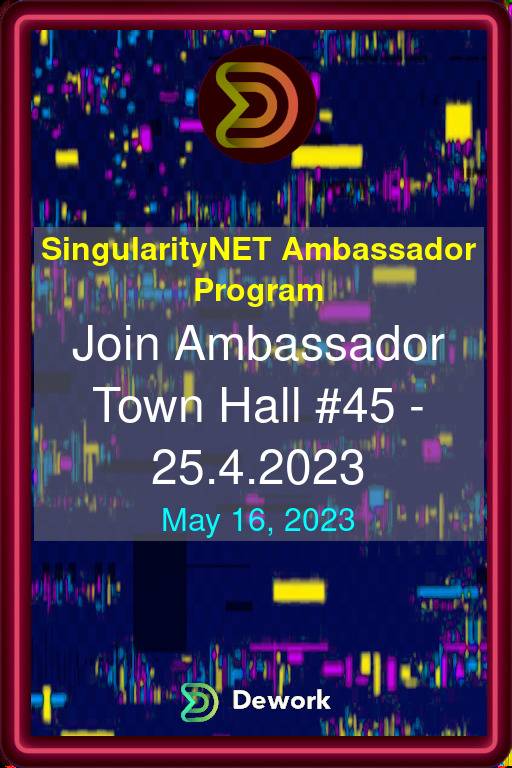 SingularityNET Ambassador
Program
Join Ambassador
Town Hall #45 -
25.4.2023
May 16, 2023
Dework